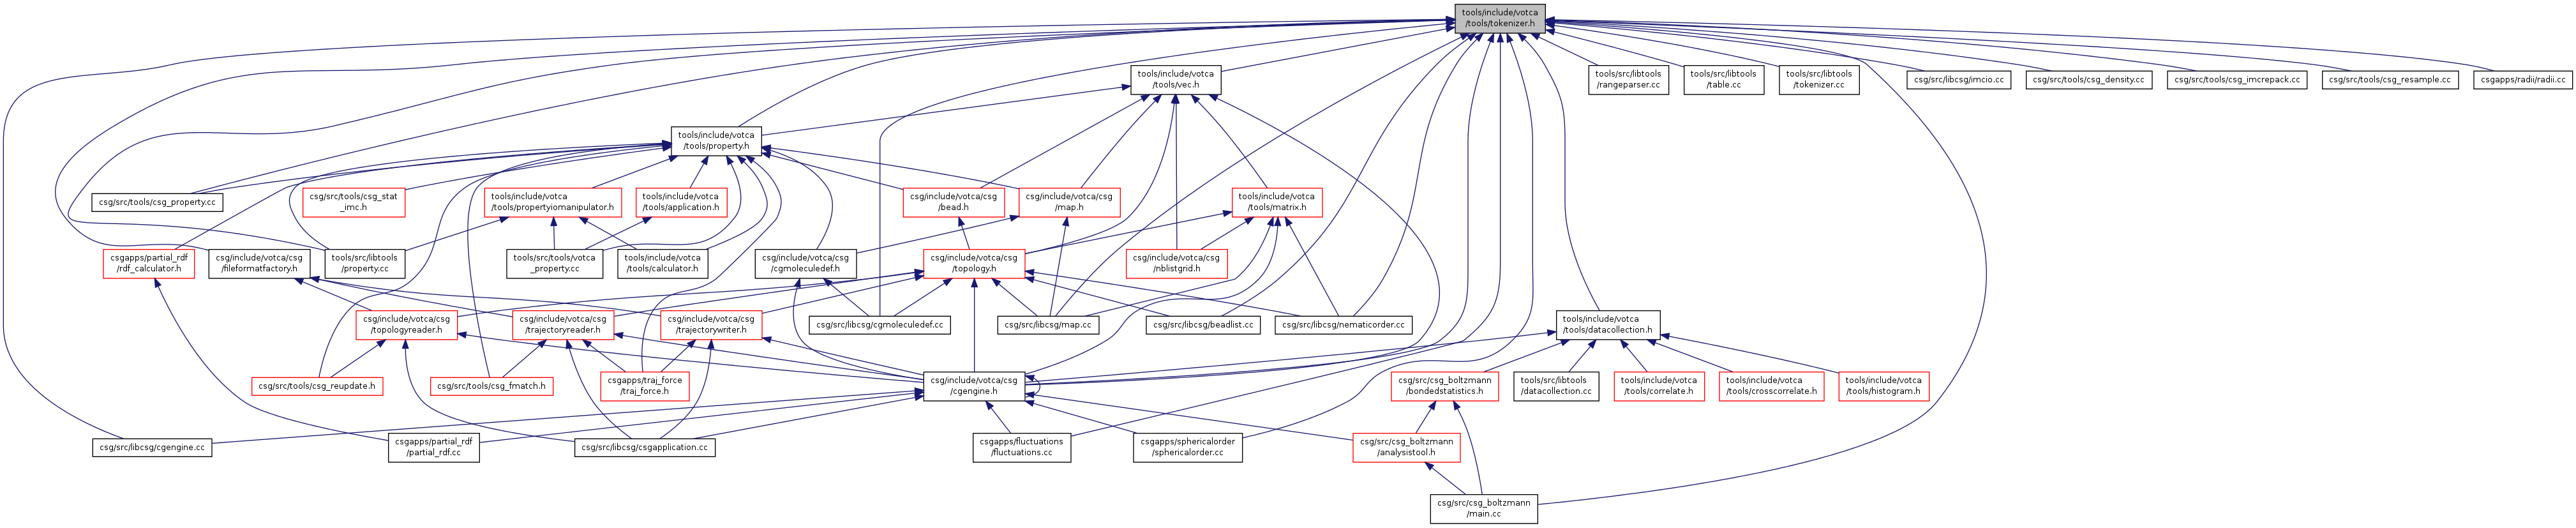 tools/include/votca
/tools/tokenizer.h
tools/include/votca
/tools/vec.h
tools/src/libtools
/rangeparser.cc
tools/src/libtools
/table.cc
tools/src/libtools
/tokenizer.cc
csg/src/libcsg/imcio.cc
csg/src/tools/csg_density.cc
csg/src/tools/csg_imcrepack.cc
csg/src/tools/csg_resample.cc
csgapps/radii/radii.cc
tools/include/votca
/tools/property.h
csg/src/tools/csg_property.cc
csg/src/tools/csg_stat
_imc.h
tools/include/votca
/tools/propertyiomanipulator.h
tools/include/votca
/tools/application.h
csg/include/votca/csg
/bead.h
csg/include/votca/csg
/map.h
tools/include/votca
/tools/matrix.h
csgapps/partial_rdf
/rdf_calculator.h
csg/include/votca/csg
/fileformatfactory.h
tools/src/libtools
/property.cc
tools/src/tools/votca
_property.cc
tools/include/votca
/tools/calculator.h
csg/include/votca/csg
/cgmoleculedef.h
csg/include/votca/csg
/topology.h
csg/include/votca/csg
/nblistgrid.h
csg/include/votca/csg
/topologyreader.h
csg/include/votca/csg
/trajectoryreader.h
csg/include/votca/csg
/trajectorywriter.h
csg/src/libcsg/cgmoleculedef.cc
csg/src/libcsg/map.cc
csg/src/libcsg/beadlist.cc
csg/src/libcsg/nematicorder.cc
tools/include/votca
/tools/datacollection.h
csg/src/tools/csg_reupdate.h
csg/src/tools/csg_fmatch.h
csgapps/traj_force
/traj_force.h
csg/include/votca/csg
/cgengine.h
csg/src/csg_boltzmann
/bondedstatistics.h
tools/src/libtools
/datacollection.cc
tools/include/votca
/tools/correlate.h
tools/include/votca
/tools/crosscorrelate.h
tools/include/votca
/tools/histogram.h
csg/src/libcsg/cgengine.cc
csgapps/partial_rdf
/partial_rdf.cc
csg/src/libcsg/csgapplication.cc
csgapps/fluctuations
/fluctuations.cc
csgapps/sphericalorder
/sphericalorder.cc
csg/src/csg_boltzmann
/analysistool.h
csg/src/csg_boltzmann
/main.cc